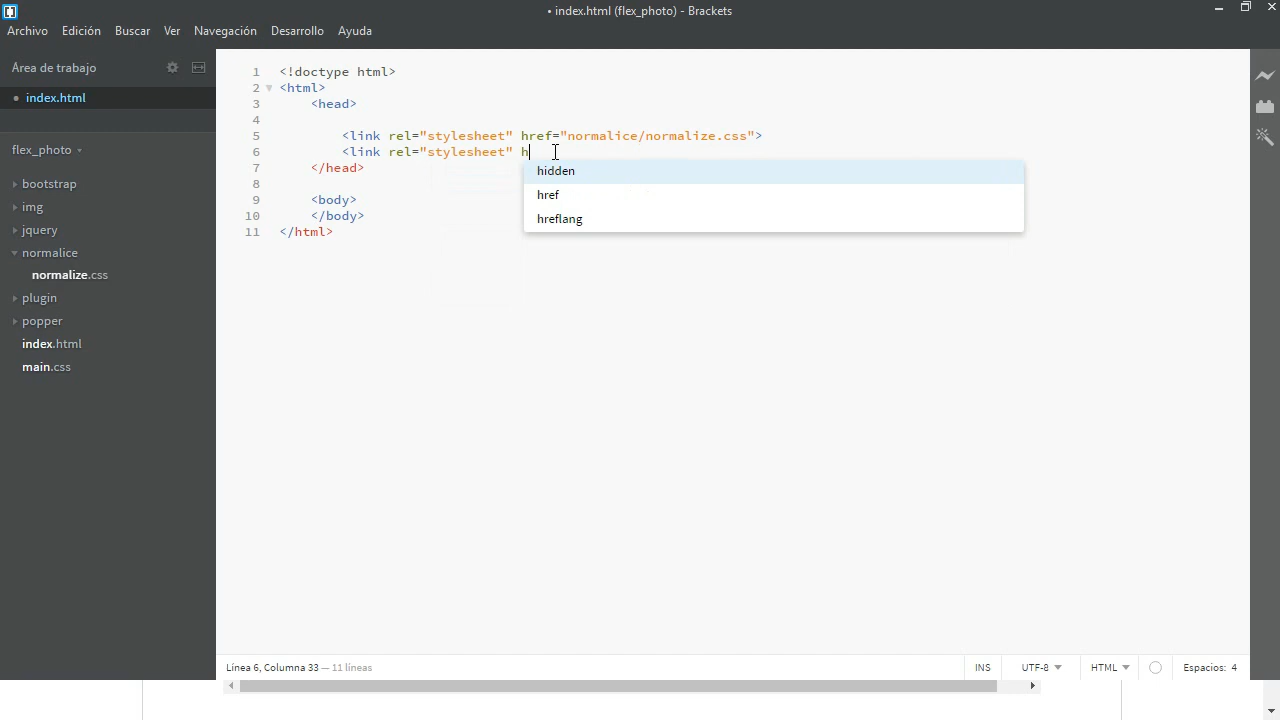 • index.html (flex_photo) - Brackets
Archivo Edición Buscar Ver Navegación Desarrollo Ayuda
Área de trabajo
index.html
flex_photo
bootstrap
img
jquery
normalice
normalize.css
plugin
popper
index.html
main.css
1 <!doctype html>
2 <html>
3 <head>
4
5 <link rel="stylesheet" href="normalice/normalize.css">
6 <link rel="stylesheet" h
7 </head>
8
9 <body>
10 </body>
11 </html>
hidden
href
hreflang
Línea 6, Columna 33 — 11 líneas
INS UTF-8 HTML Espacios: 4